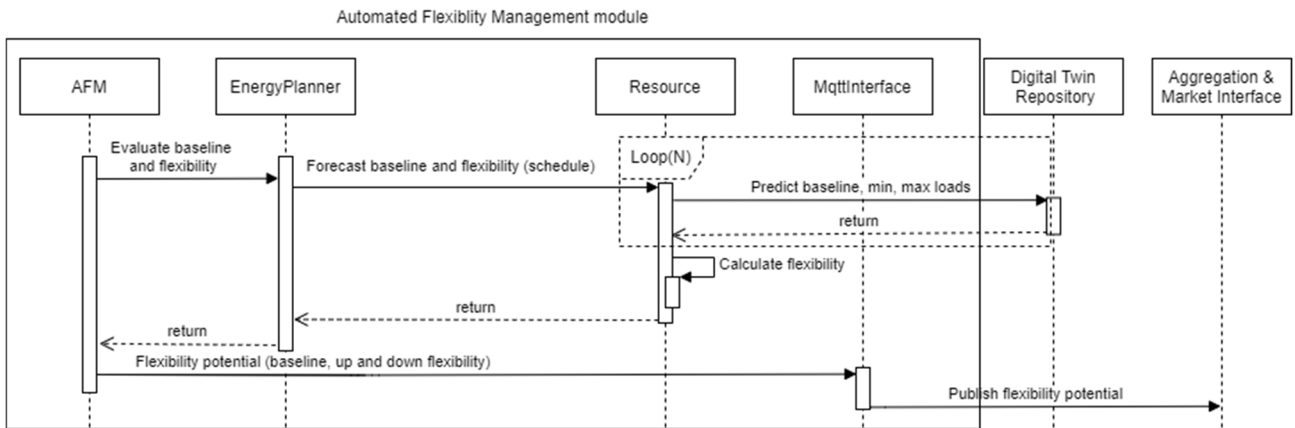 Automated Flexiblity Management module
AFM
EnergyPlanner
Resource
MqttInterface
Digital Twin
Repository
Aggregation &
Market Interface
Evaluate baseline
and flexibility
Forecast baseline and flexibility (schedule)
Loop(N)
Predict baseline, min, max loads
return
Calculate flexibility
return
return
Flexibility potential (baseline, up and down flexibility)
Publish flexibility potential